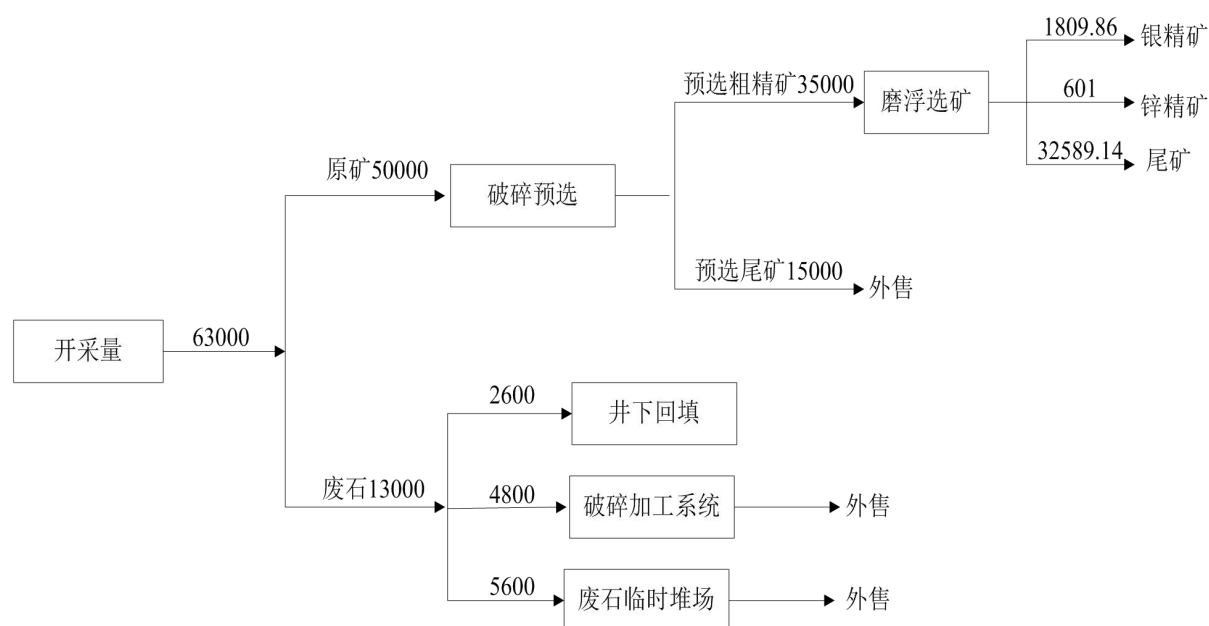 1809.86
银精矿
预选粗精矿35000
磨浮选矿
601
锌精矿
32589.14
尾矿
原矿50000
破碎预选
预选尾矿15000
外售
开采量
63000
2600
井下回填
废石13000
4800
破碎加工系统
外售
5600
废石临时堆场
外售